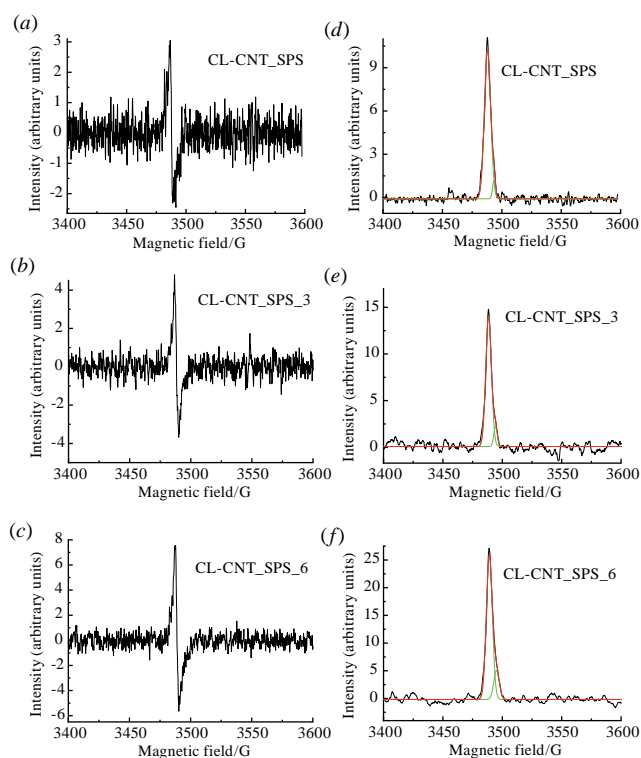 (a)
3
2
1
0
-1
-2
3400 3450 3500 3550 3600
Intensity (arbitrary units)
Magnetic field/G
CL-CNT_SPS
(d)
9
6
3
0
3400 3450 3500 3550 3600
Intensity (arbitrary units)
Magnetic field/G
CL-CNT_SPS
(b)
4
2
0
-2
-4
3400 3450 3500 3550 3600
Intensity (arbitrary units)
Magnetic field/G
CL-CNT_SPS_3
(e)
15
10
5
0
3400 3450 3500 3550 3600
Intensity (arbitrary units)
Magnetic field/G
CL-CNT_SPS_3
(c)
8
6
4
2
0
-2
-4
-6
3400 3450 3500 3550 3600
Intensity (arbitrary units)
Magnetic field/G
CL-CNT_SPS_6
(f)
25
20
15
10
5
0
3400 3450 3500 3550 3600
Intensity (arbitrary units)
Magnetic field/G
CL-CNT_SPS_6